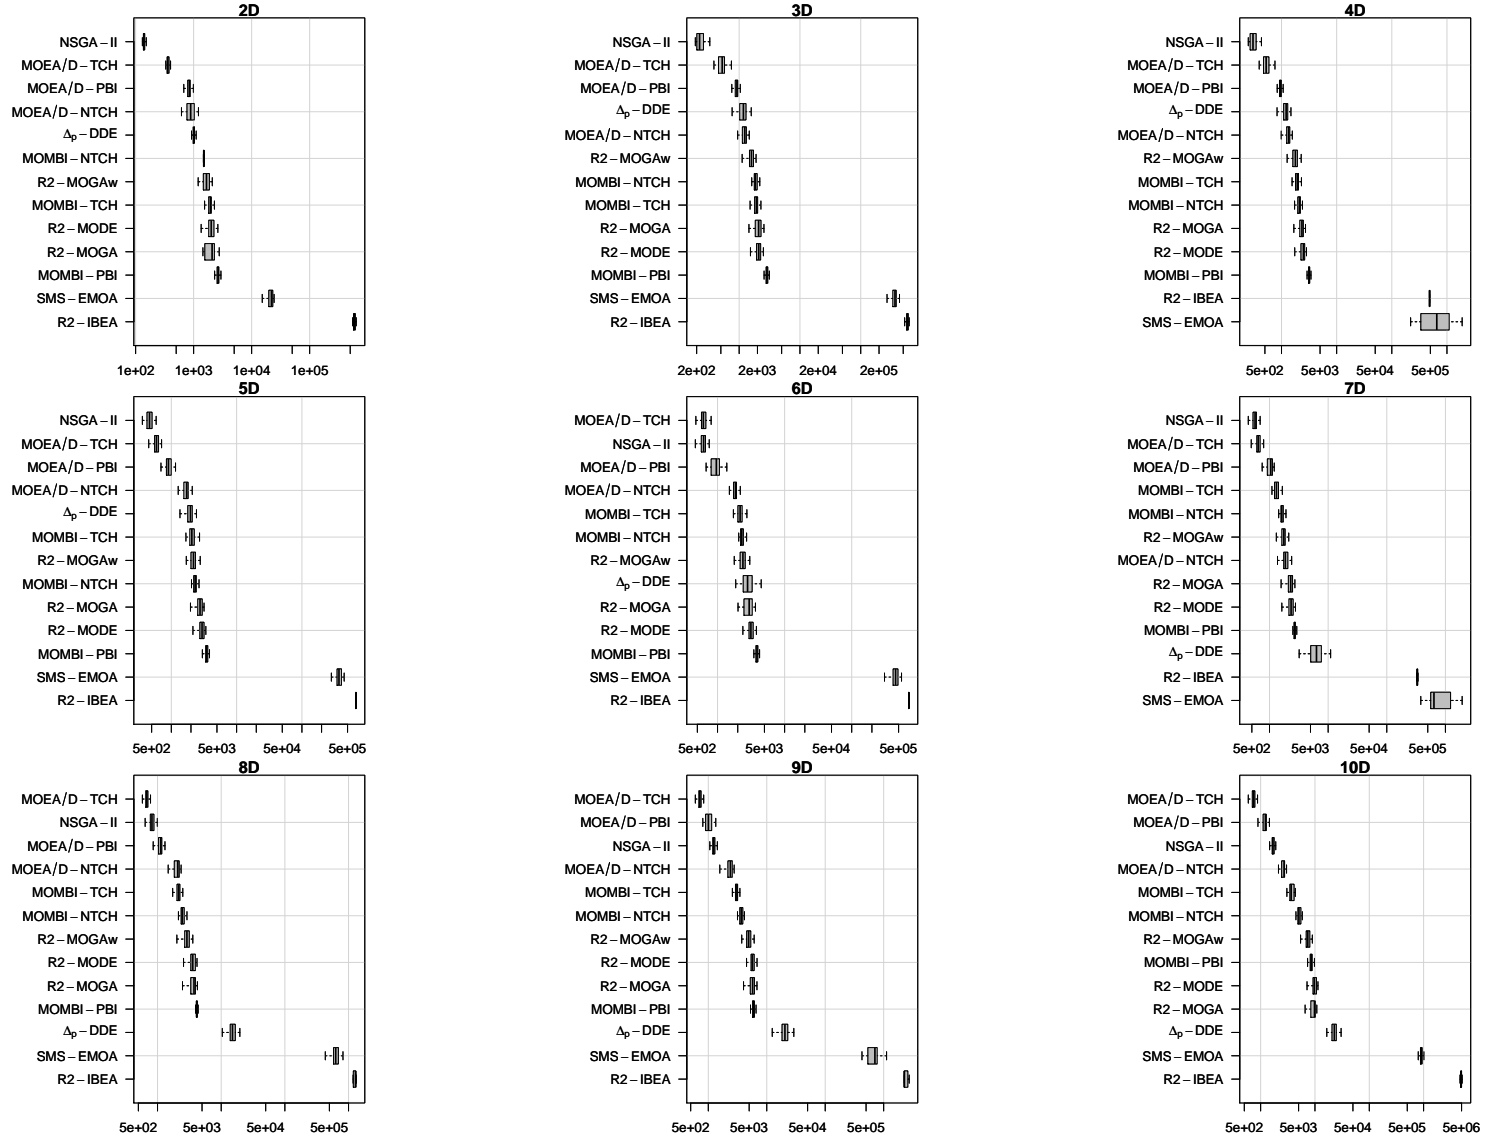 2D
NSGA−II
MOEA/D−TCH
MOEA/D−PBI
MOEA/D−NTCH
Δp−DDE
MOMBI−NTCH
R2−MOGAw
MOMBI−TCH
R2−MODE
R2−MOGA
MOMBI−PBI
SMS−EMOA
R2−IBEA
1e+02 1e+03 1e+04 1e+05
3D
NSGA−II
MOEA/D−TCH
MOEA/D−PBI
Δp−DDE
MOEA/D−NTCH
R2−MOGAw
MOMBI−NTCH
MOMBI−TCH
R2−MOGA
R2−MODE
MOMBI−PBI
SMS−EMOA
R2−IBEA
2e+02 2e+03 2e+04 2e+05
4D
NSGA−II
MOEA/D−TCH
MOEA/D−PBI
Δp−DDE
MOEA/D−NTCH
R2−MOGAw
MOMBI−TCH
MOMBI−NTCH
R2−MOGA
R2−MODE
MOMBI−PBI
R2−IBEA
SMS−EMOA
5e+02 5e+03 5e+04 5e+05
5D
NSGA−II
MOEA/D−TCH
MOEA/D−PBI
MOEA/D−NTCH
Δp−DDE
MOMBI−TCH
R2−MOGAw
MOMBI−NTCH
R2−MOGA
R2−MODE
MOMBI−PBI
SMS−EMOA
R2−IBEA
5e+02 5e+03 5e+04 5e+05
6D
MOEA/D−TCH
NSGA−II
MOEA/D−PBI
MOEA/D−NTCH
MOMBI−TCH
MOMBI−NTCH
R2−MOGAw
Δp−DDE
R2−MOGA
R2−MODE
MOMBI−PBI
SMS−EMOA
R2−IBEA
5e+02 5e+03 5e+04 5e+05
7D
NSGA−II
MOEA/D−TCH
MOEA/D−PBI
MOMBI−TCH
MOMBI−NTCH
R2−MOGAw
MOEA/D−NTCH
R2−MOGA
R2−MODE
MOMBI−PBI
Δp−DDE
R2−IBEA
SMS−EMOA
5e+02 5e+03 5e+04 5e+05
8D
MOEA/D−TCH
NSGA−II
MOEA/D−PBI
MOEA/D−NTCH
MOMBI−TCH
MOMBI−NTCH
R2−MOGAw
R2−MODE
R2−MOGA
MOMBI−PBI
Δp−DDE
SMS−EMOA
R2−IBEA
5e+02 5e+03 5e+04 5e+05
9D
MOEA/D−TCH
MOEA/D−PBI
NSGA−II
MOEA/D−NTCH
MOMBI−TCH
MOMBI−NTCH
R2−MOGAw
R2−MODE
R2−MOGA
MOMBI−PBI
Δp−DDE
SMS−EMOA
R2−IBEA
5e+02 5e+03 5e+04 5e+05
10D
MOEA/D−TCH
MOEA/D−PBI
NSGA−II
MOEA/D−NTCH
MOMBI−TCH
MOMBI−NTCH
R2−MOGAw
MOMBI−PBI
R2−MODE
R2−MOGA
Δp−DDE
SMS−EMOA
R2−IBEA
5e+02 5e+03 5e+04 5e+05 5e+06